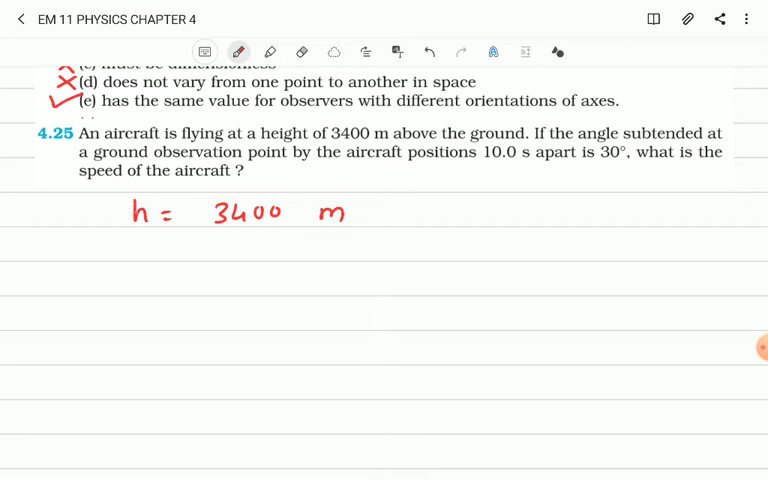 EM 11 PHYSICS CHAPTER 4
(d) does not vary from one point to another in space
(e) has the same value for observers with different orientations of axes.
4.25 An aircraft is flying at a height of 3400 m above the ground. If the angle subtended at
a ground observation point by the aircraft positions 10.0 s apart is 30°, what is the
speed of the aircraft ?
h = 3400 m